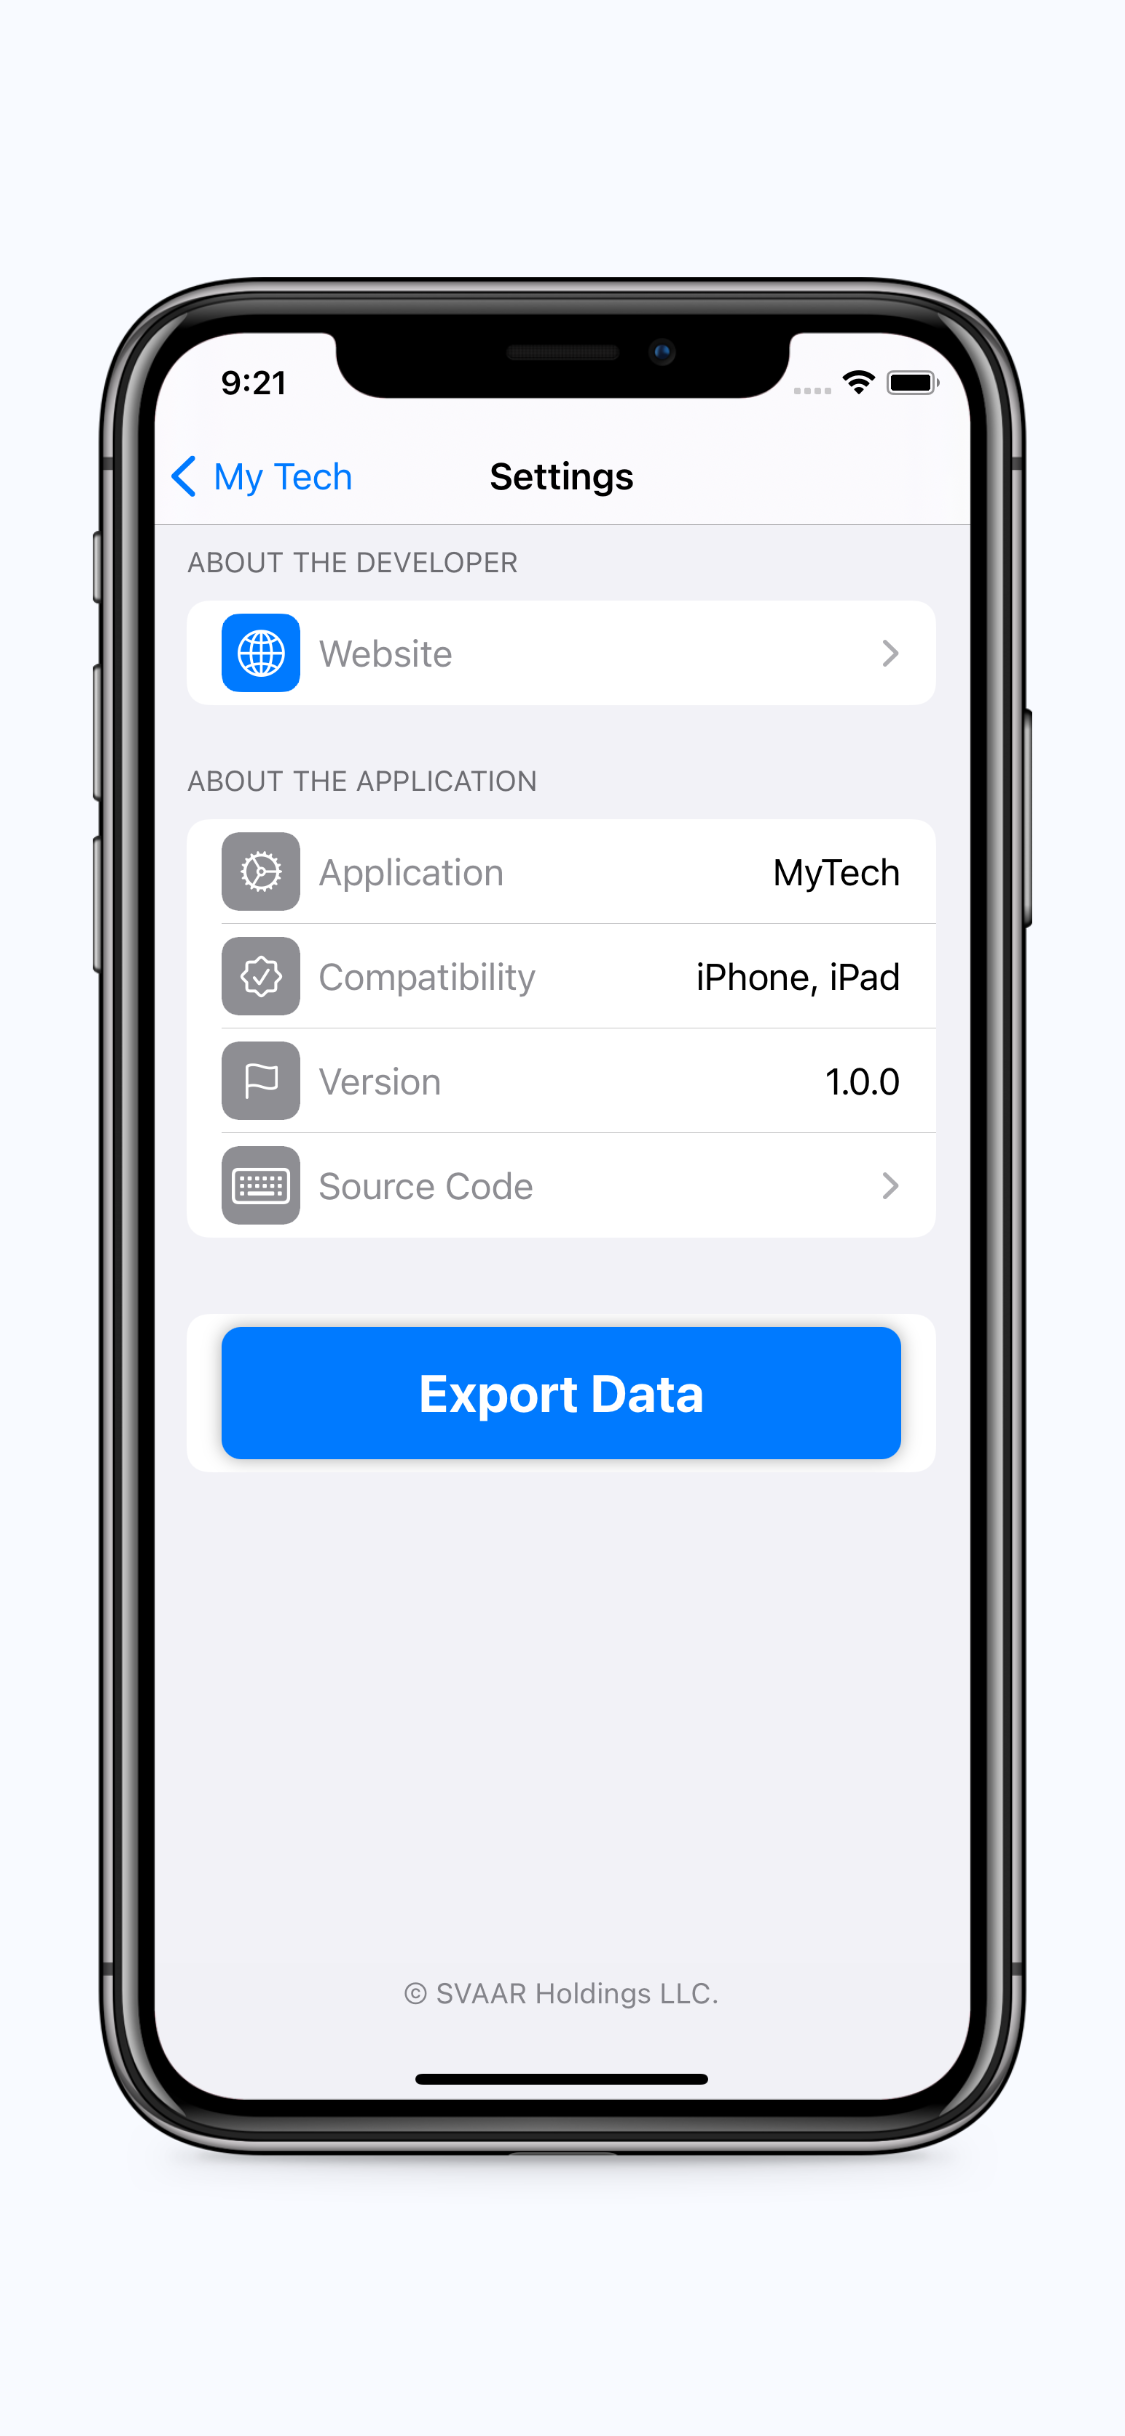 9:21
My Tech
Settings
ABOUT THE DEVELOPER
Website
ABOUT THE APPLICATION
Application
MyTech
Compatibility
iPhone, iPad
Version
1.0.0
Source Code
Export Data
© SVAAR Holdings LLC.